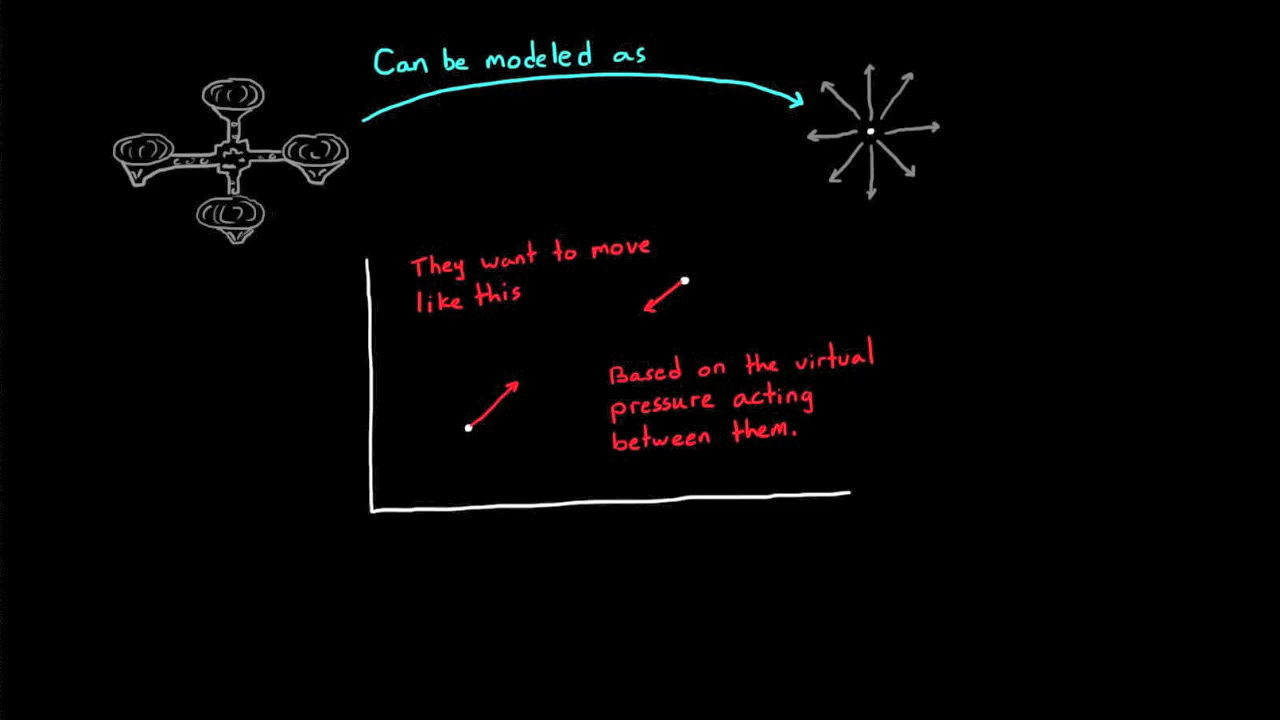 Can be modeled as
They want to move
like this
Based on the virtual
pressure acting
between them.